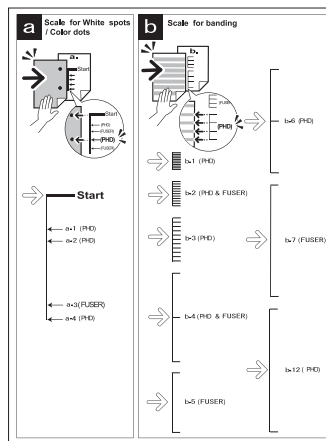 a Scale for White spots
/ Color dots
a.
Start
(PHD)
(FUSER)
(PHD)
(FUSER)
Start
a-1 (PHD)
a-2 (PHD)
a-3(FUSER)
a-4 (PHD)
b Scale for banding
b.
(FUSER)
(PHD)
b-1 (PHD)
b-2 (PHD & FUSER)
b-3 (PHD)
b-4 (PHD & FUSER)
b-5 (FUSER)
b-6 (PHD)
b-7 (FUSER)
b-12 (PHD)